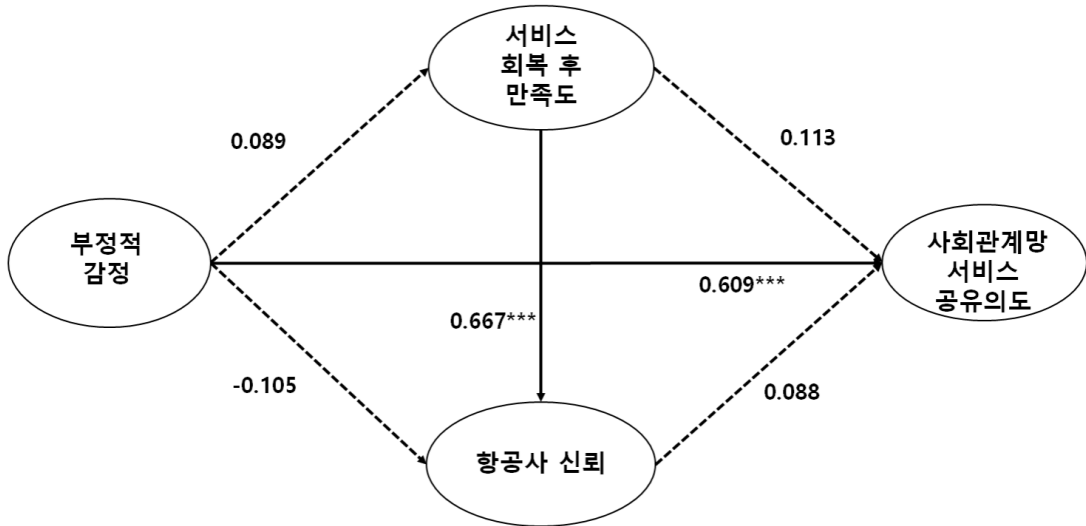 서비스
회복 후
만족도
0.089
0.113
부정적
감정
사회관계망
서비스
공유의도
0.609***
0.667***
-0.105
0.088
항공사 신뢰